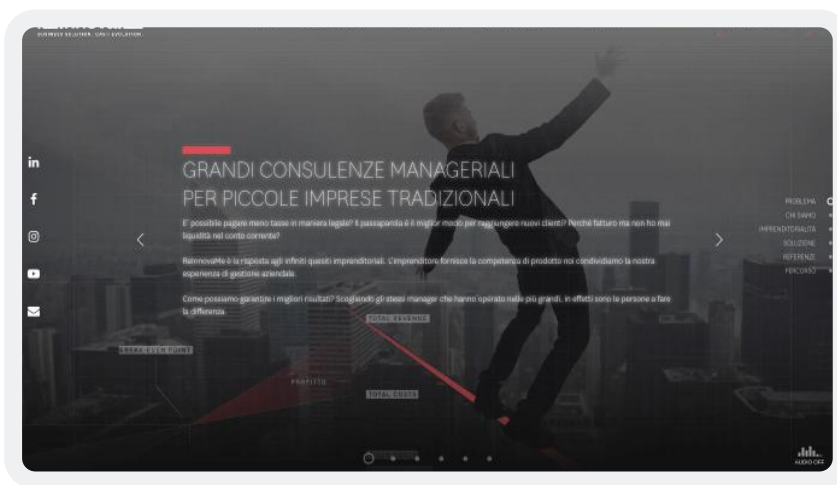 BUSINESS SOLUTION. CASH EVOLUTION.
GRANDI CONSULENZE MANAGERIALI
PER PICCOLE IMPRESE TRADIZIONALI
E' possibile pagare meno tasse in maniera legale? Il passaparola è il miglior modo per raggiungere nuovi clienti? Perché fatturo ma non ho mai
liquidità nel conto corrente?
ReinnovaMe è la risposta agli infiniti quesiti imprenditoriali. L'imprenditore fornisce la competenza di prodotto noi condividiamo la nostra
esperienza di gestione aziendale.
Come possiamo garantire i migliori risultati? Scegliendo gli stessi manager che hanno operato nelle più grandi, in effetti sono le persone a fare
la differenza.
PROBLEMA
CHI SIAMO
IMPRENDITORIALITÀ
SOLUZIONE
REFERENZE
PERCORSO
TOTAL REVENUE
BREAK-EVEN POINT
PROFITTO
TOTAL COSTS
AUDIO OFF